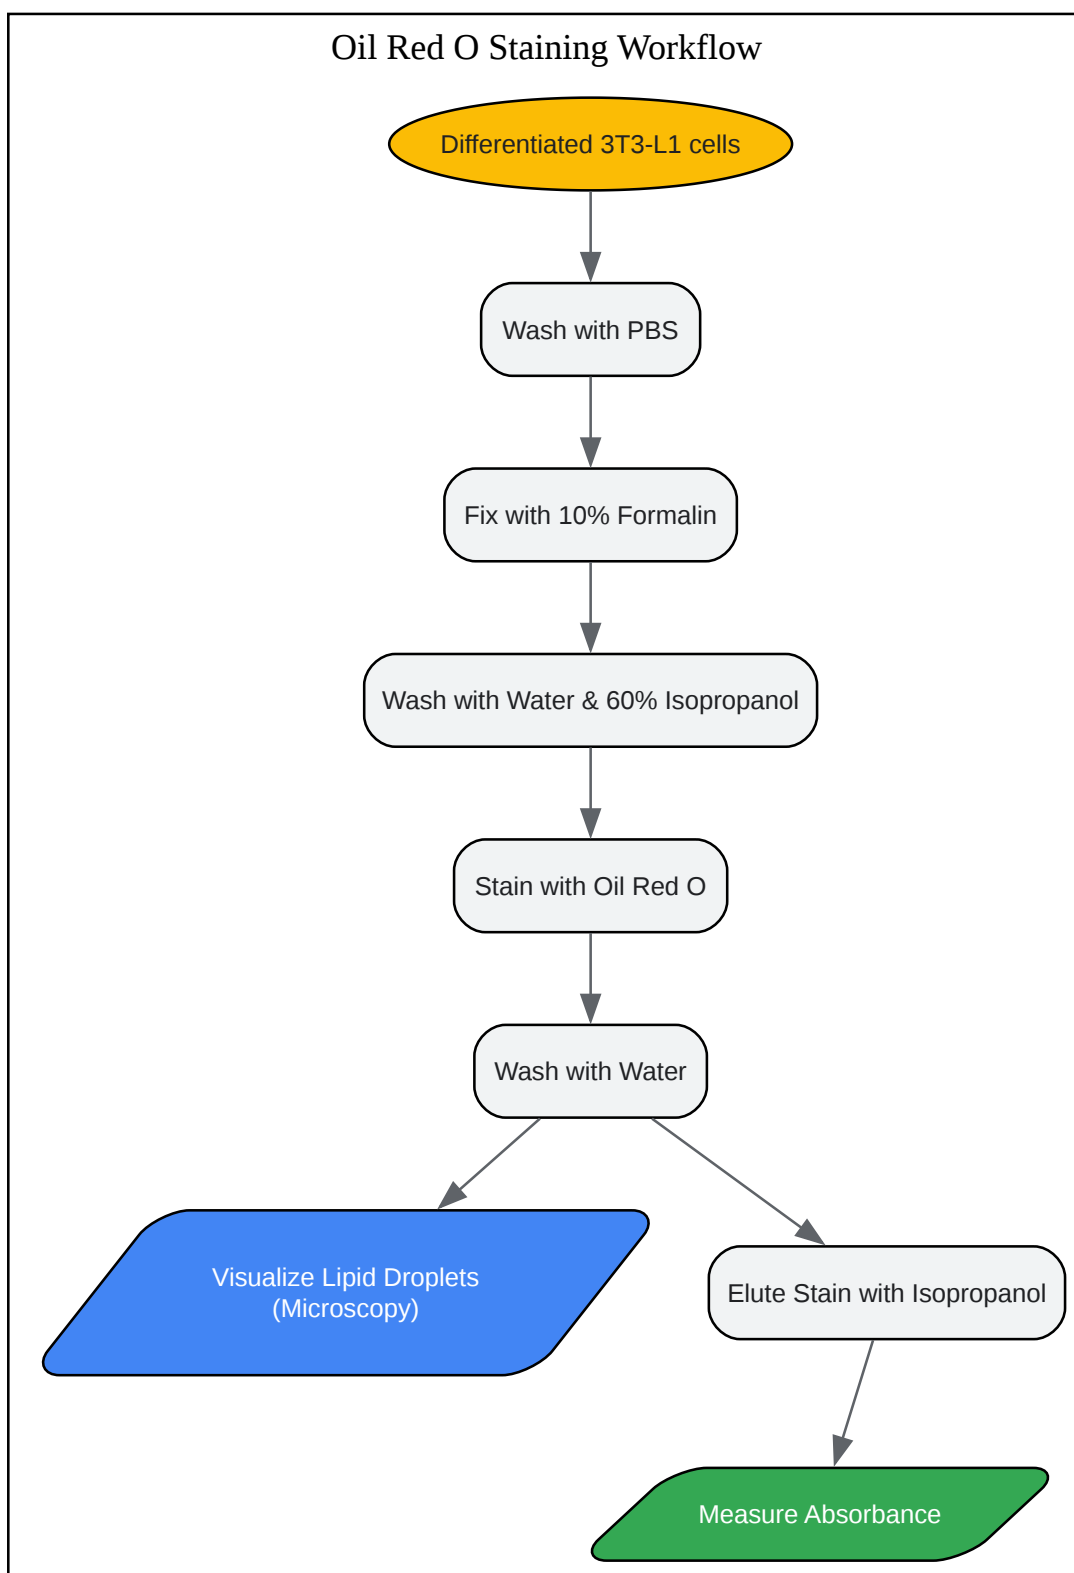 Oil Red O Staining Workflow
Differentiated 3T3-L1 cells
Wash with PBS
Fix with 10% Formalin
Wash with Water & 60% Isopropanol
Stain with Oil Red O
Wash with Water
Visualize Lipid Droplets
(Microscopy)
Elute Stain with Isopropanol
Measure Absorbance